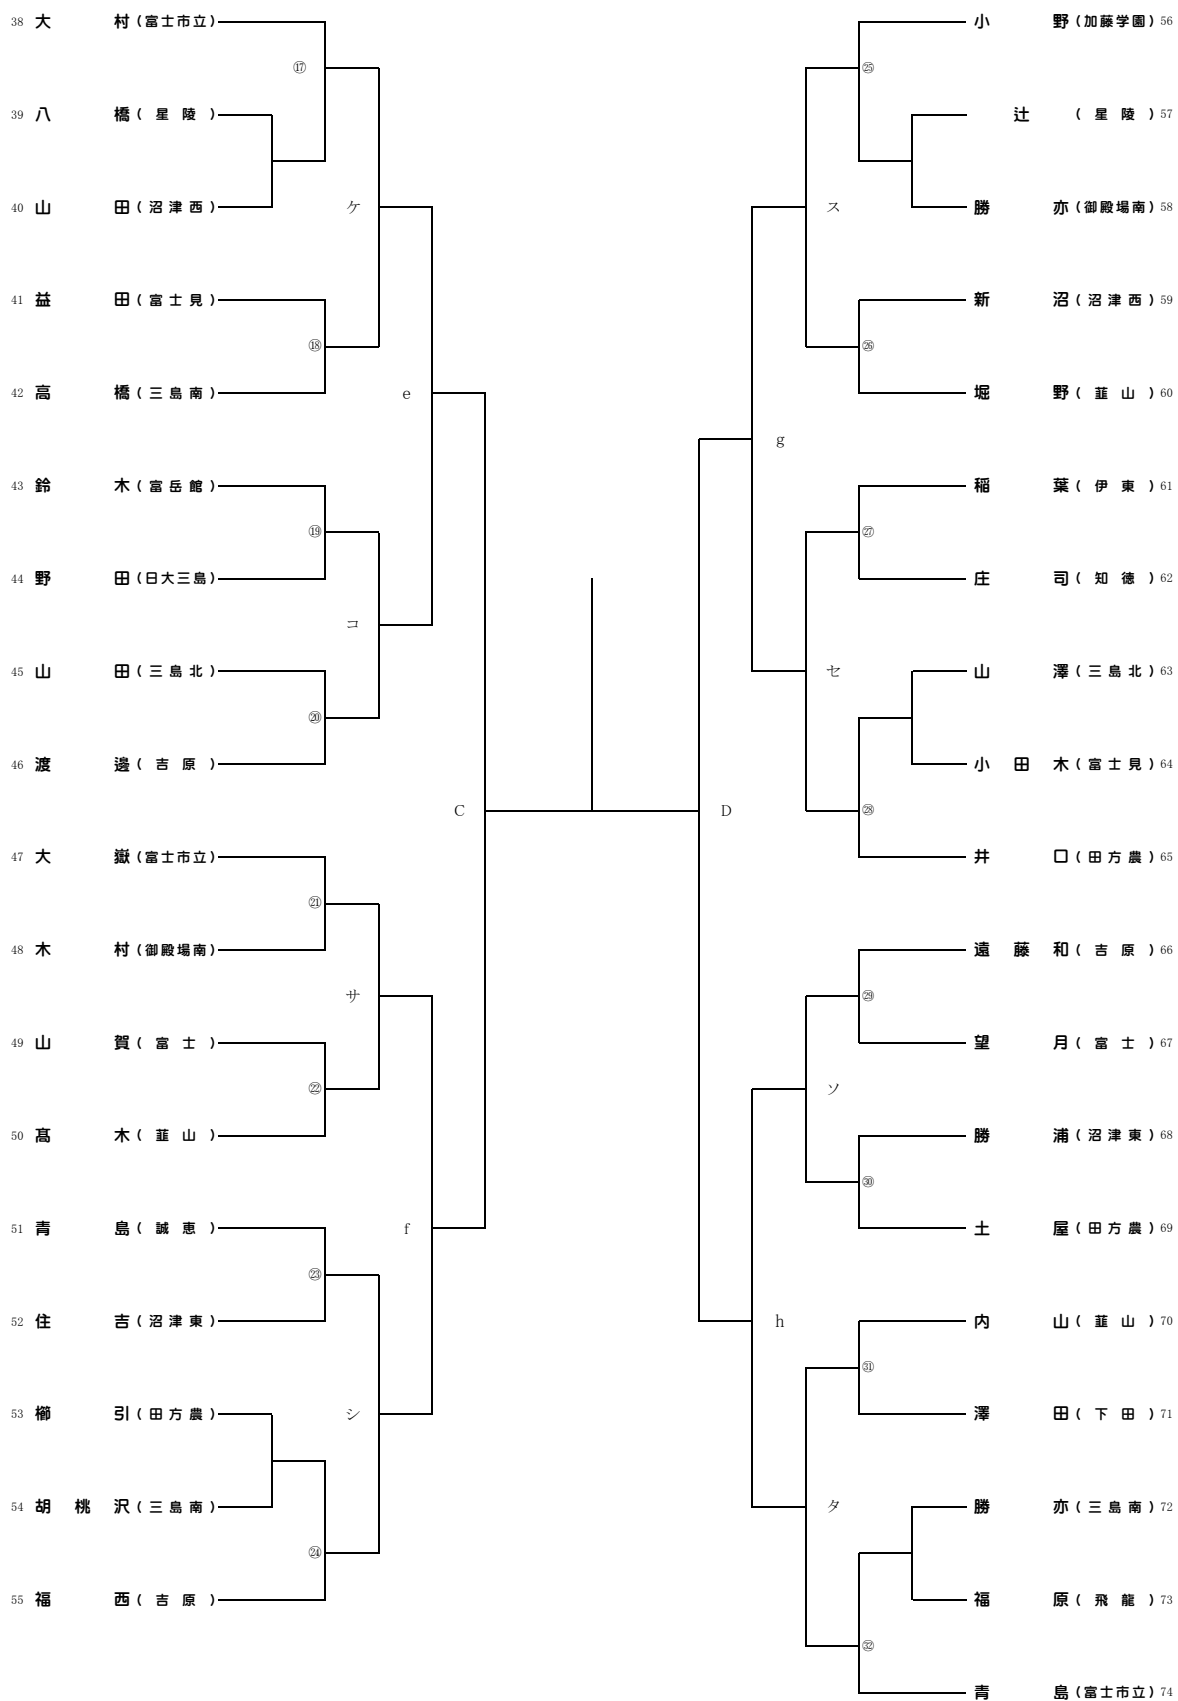 38 大村(富士市立)
⑰
39 八橋(星陵)
40 山田(沼津西)
ケ
41 益田(富士見)
⑱
42 高橋(三島南)
e
43 鈴木(富岳館)
⑲
44 野田(日大三島)
コ
45 山田(三島北)
⑳
46 渡邊(吉原)
C
47 大嶽(富士市立)
㉑
48 木村(御殿場南)
サ
49 山賀(富士)
㉒
50 髙木(韮山)
51 青島(誠恵)
f
㉓
52 住吉(沼津東)
53 櫛引(田方農)
シ
54 胡桃沢(三島南)
㉔
55 福西(吉原)
小野(加藤学園) 56
㉕
辻(星陵) 57
勝亦(御殿場南) 58
ス
新沼(沼津西) 59
㉖
堀野(韮山) 60
g
稲葉(伊東) 61
㉗
庄司(知徳) 62
山澤(三島北) 63
セ
小田木(富士見) 64
㉘
D
井口(田方農) 65
遠藤和(吉原) 66
㉙
望月(富士) 67
ソ
勝浦(沼津東) 68
㉚
土屋(田方農) 69
h
内山(韮山) 70
㉛
澤田(下田) 71
勝亦(三島南) 72
タ
福原(飛龍) 73
㉜
青島(富士市立) 74